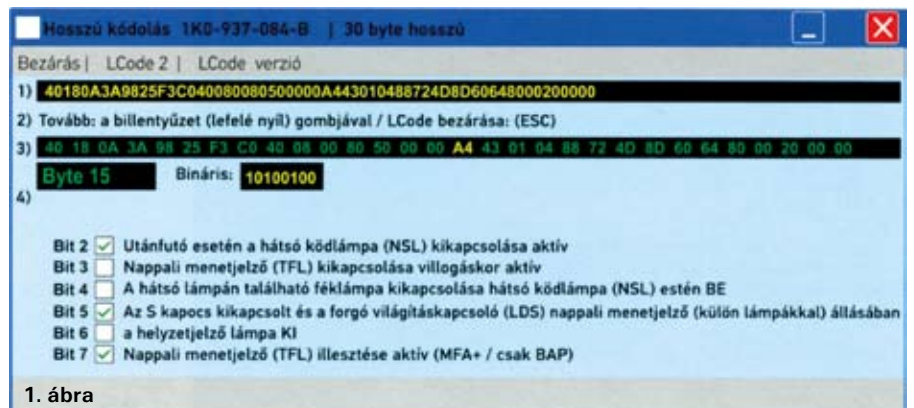 Hosszú kódolás 1K0-937-084-B | 30 byte hosszú
Bezárás | LCode 2 | LCode verzió
1) 40180A3A9825F3C040080080500000A443010488724D8D60648000200000
2) Tovább: a billentyűzet (lefelé nyíl) gombjával / LCode bezárása: (ESC)
3) 40 18 0A 3A 98 25 F3 C0 40 08 00 80 50 00 00 A4 43 01 04 88 72 4D 8D 60 64 80 00 20 00 00
Byte 15 Bináris: 10100100
4)
Bit 2 Utánfutó esetén a hátsó ködlámpa (NSL) kikapcsolása aktív
Bit 3 Nappali menetjelző (TFL) kikapcsolása villogáskor aktív
Bit 4 A hátsó lámpán található féklámpa kikapcsolása hátsó ködlámpa (NSL) estén BE
Bit 5 Az S kapocs kikapcsolt és a forgó világításkapcsoló (LDS) nappali menetjelző (külön lámpákkal) állásában
Bit 6 a helyzetjelző lámpa KI
Bit 7 Nappali menetjelző (TFL) illesztése aktív (MFA+ / csak BAP)
1. ábra